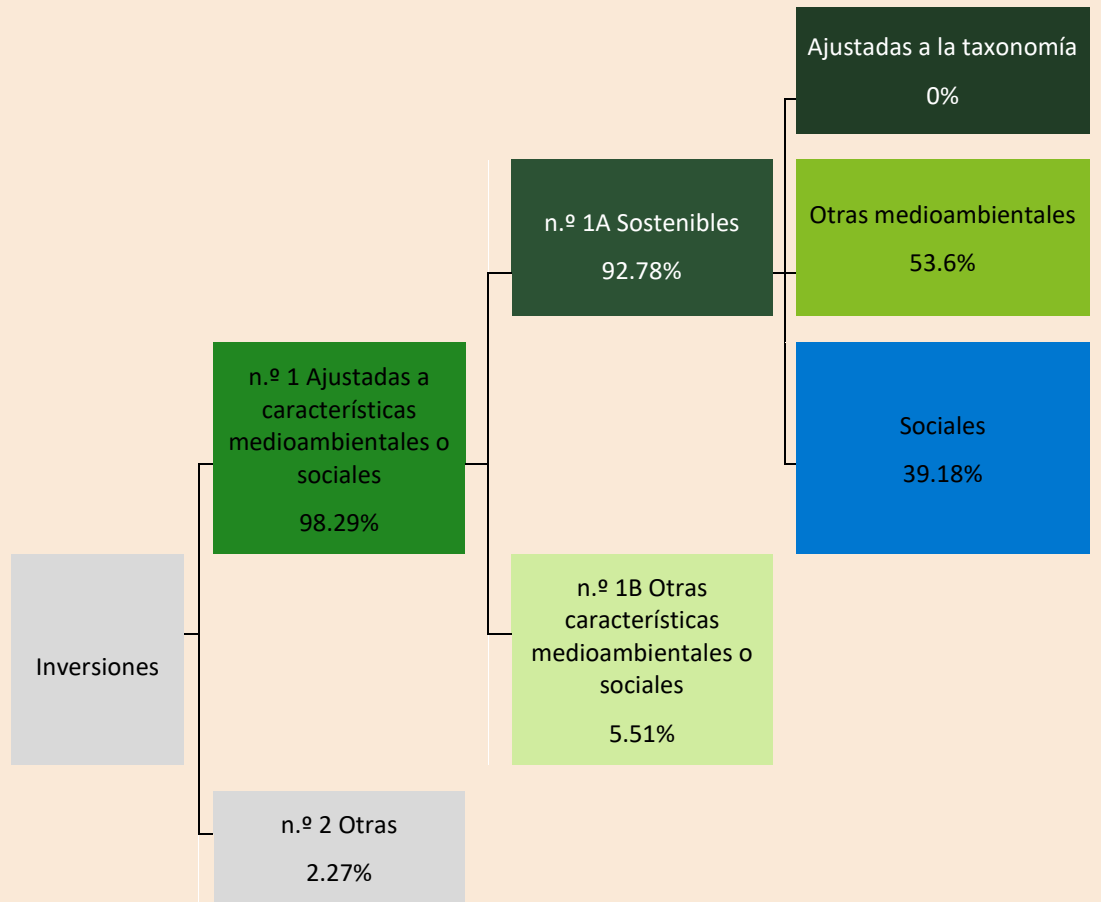 Inversiones
n.º 1 Ajustadas a
características
medioambientales o
sociales
98.29%
n.º 2 Otras
2.27%
n.º 1A Sostenibles
92.78%
n.º 1B Otras
características
medioambientales o
sociales
5.51%
Ajustadas a la taxonomía
0%
Otras medioambientales
53.6%
Sociales
39.18%